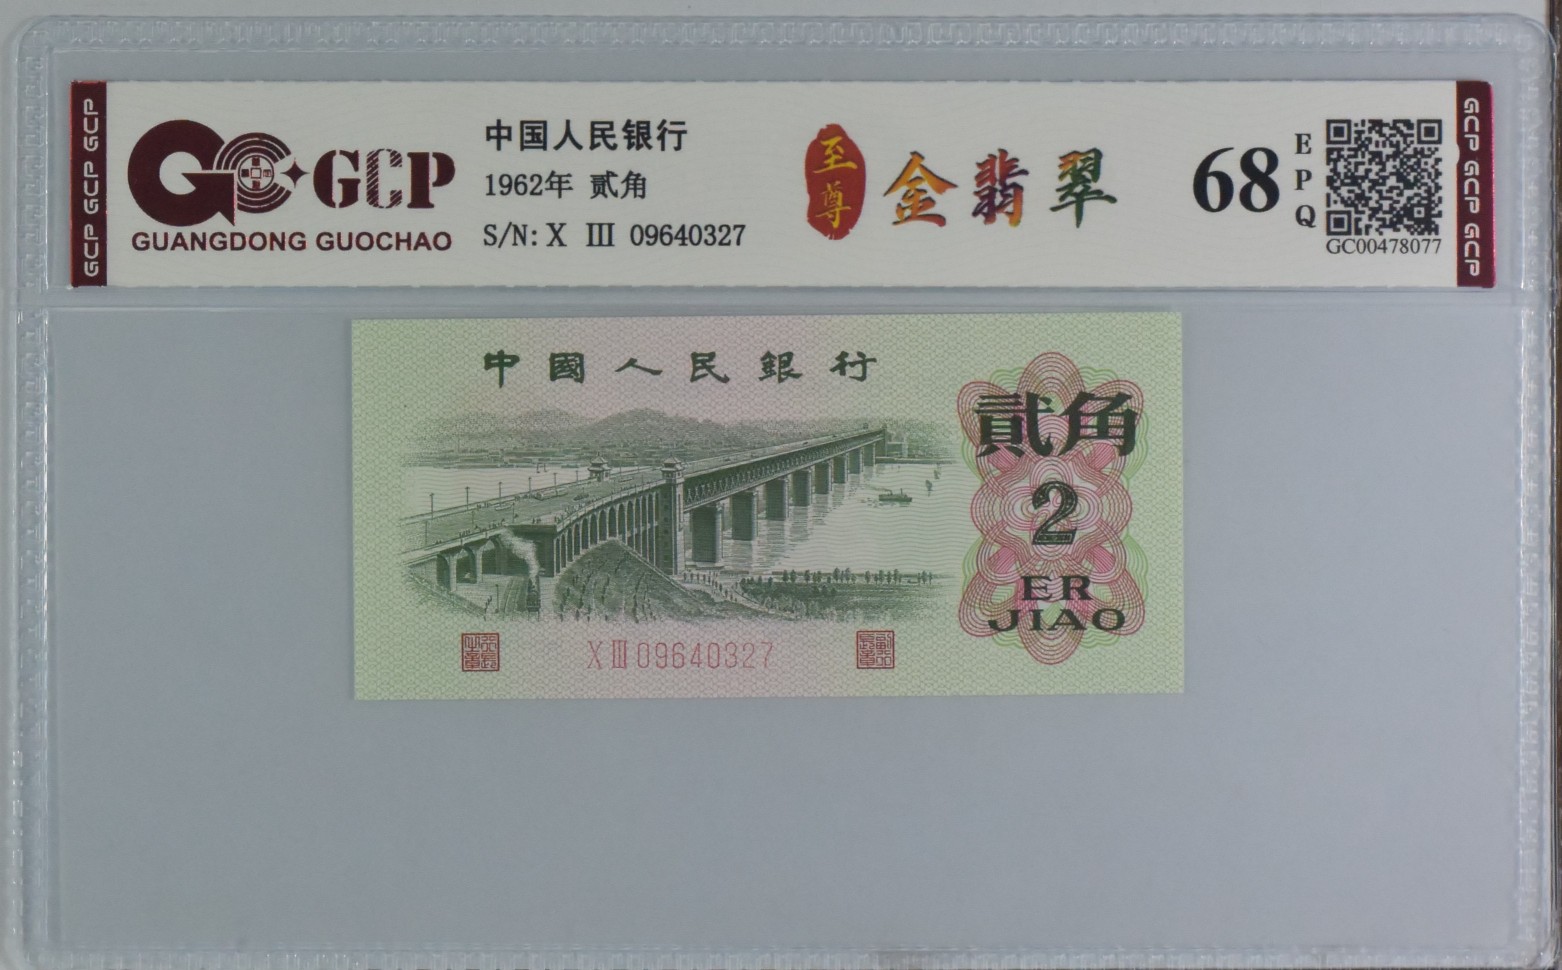 GCP GCP GCP
GCP
GUANGDONG GUOCHAO
中国人民银行
1962年 贰角
S/N: X III 09640327
至尊
金翡翠
68
EPQ
GC00478077
GCP GCP GCP
中國人民銀行
貳角
2
ER
JIAO
X III 09640327